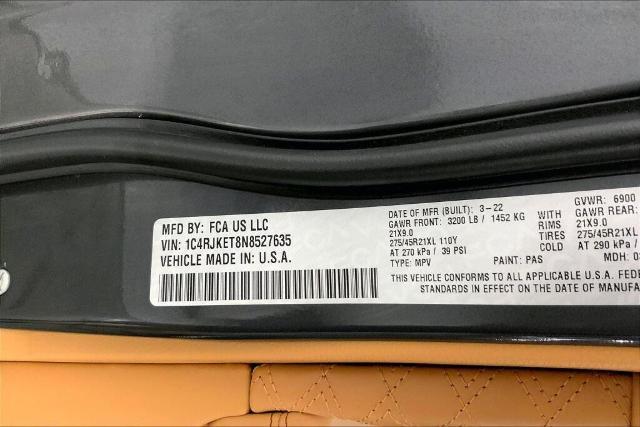 MFD BY: FCA US LLC
VIN: 1C4RJKET8N8527635
VEHICLE MADE IN: U.S.A.
DATE OF MFR (BUILT): 3-22
GAWR FRONT: 3200 LB / 1452 KG WITH
21X9.0 RIMS
275/45R21XL 110Y TIRES
AT 270 kPa / 39 PSI COLD
TYPE: MPV PAINT: PAS
GVWR: 6900
GAWR REAR:
21X9.0
275/45R21XL
AT 290 kPa
MDH:
THIS VEHICLE CONFORMS TO ALL APPLICABLE U.S.A. FEDE
STANDARDS IN EFFECT ON THE DATE OF MANUFA